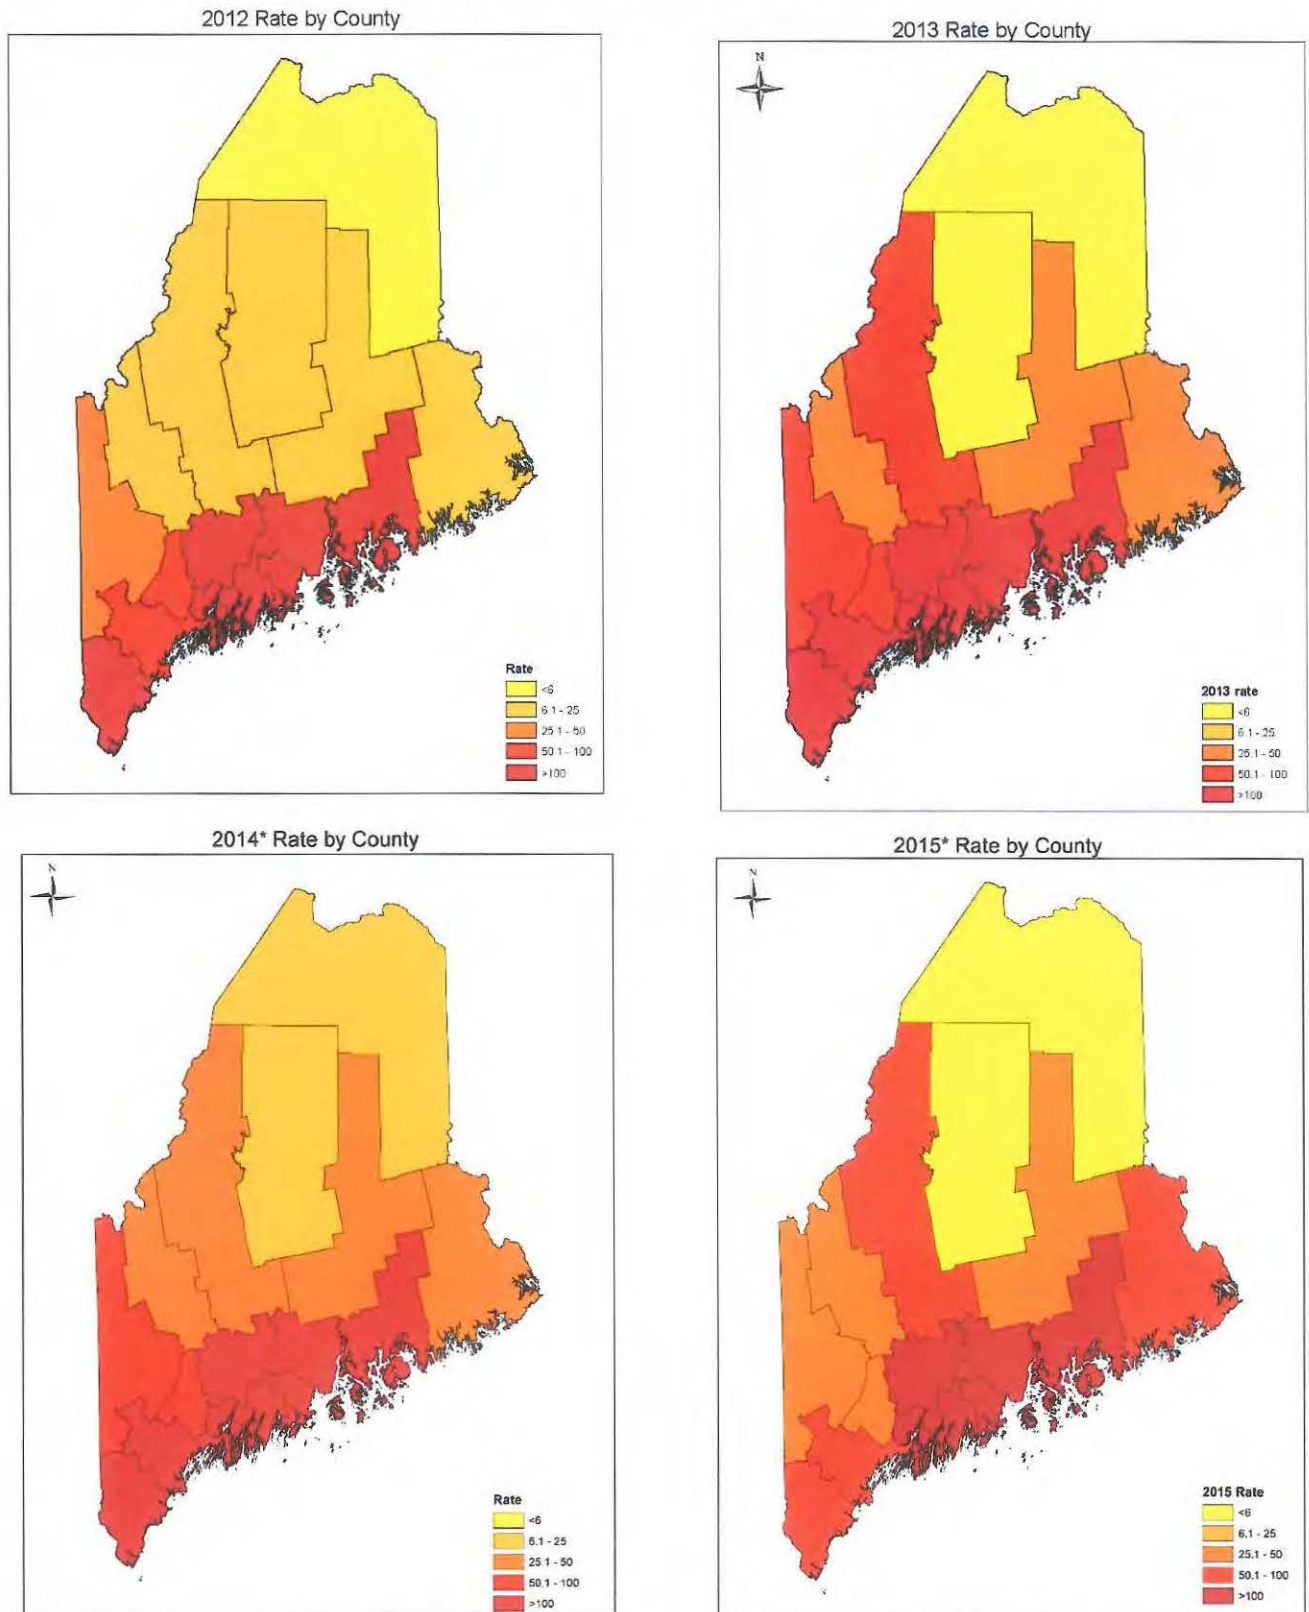 2012 Rate by County
Rate
<6
6.1 - 25
25.1 - 50
50.1 - 100
>100
2013 Rate by County
N
2013 rate
<6
6.1 - 25
25.1 - 50
50.1 - 100
>100
2014* Rate by County
N
Rate
<6
6.1 - 25
25.1 - 50
50.1 - 100
>100
2015* Rate by County
N
2015 Rate
<6
6.1 - 25
25.1 - 50
50.1 - 100
>100